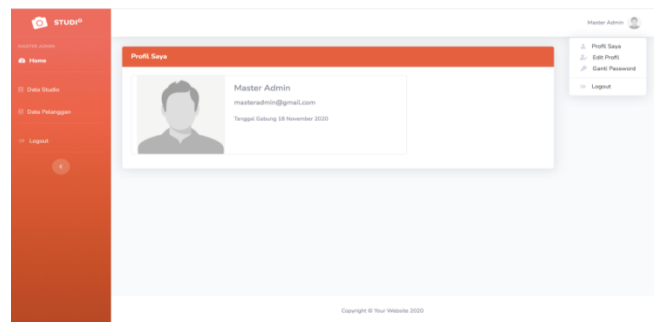 STUDIO
Master Admin
MASTER ADMIN
Home
Data Studio
Data Pelanggan
Logout
Profil Saya
Master Admin
masteradmin@gmail.com
Tanggal Gabung 18 November 2020
Profil Saya
Edit Profil
Ganti Password
Logout
Copyright © Your Website 2020